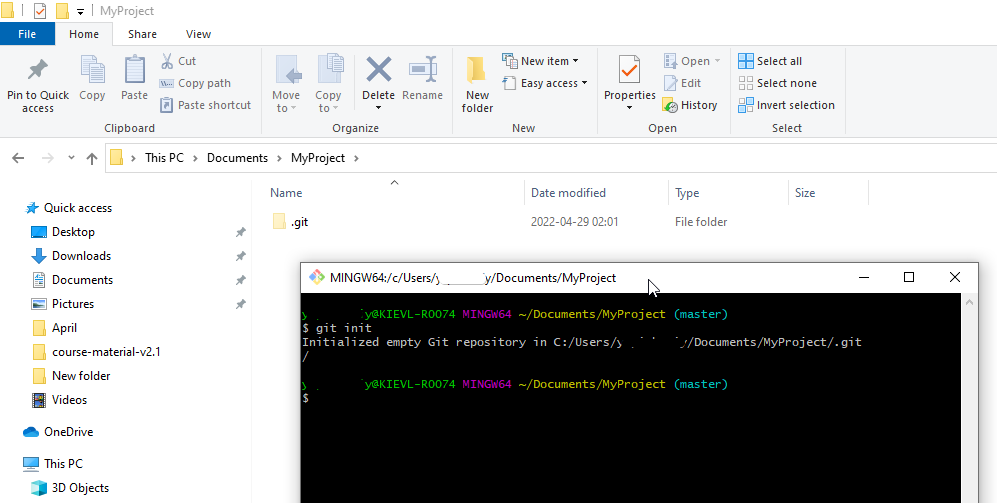 MyProject
File Home Share View
Pin to Quick access
Copy
Paste
Cut
Copy path
Paste shortcut
Clipboard
Move to
Copy to
Delete
Rename
Organize
New folder
New item
Easy access
New
Properties
Open
Edit
History
Open
Select all
Select none
Invert selection
Select
This PC > Documents > MyProject >
Name Date modified Type Size
.git 2022-04-29 02:01 File folder
Quick access
Desktop
Downloads
Documents
Pictures
April
course-material-v2.1
New folder
Videos
OneDrive
This PC
3D Objects
MINGW64:/c/Users/y y/Documents/MyProject
y y@KIEVL-R0074 MINGW64 ~/Documents/MyProject (master)
$ git init
Initialized empty Git repository in C:/Users/y y/Documents/MyProject/.git
/
y y@KIEVL-R0074 MINGW64 ~/Documents/MyProject (master)
$